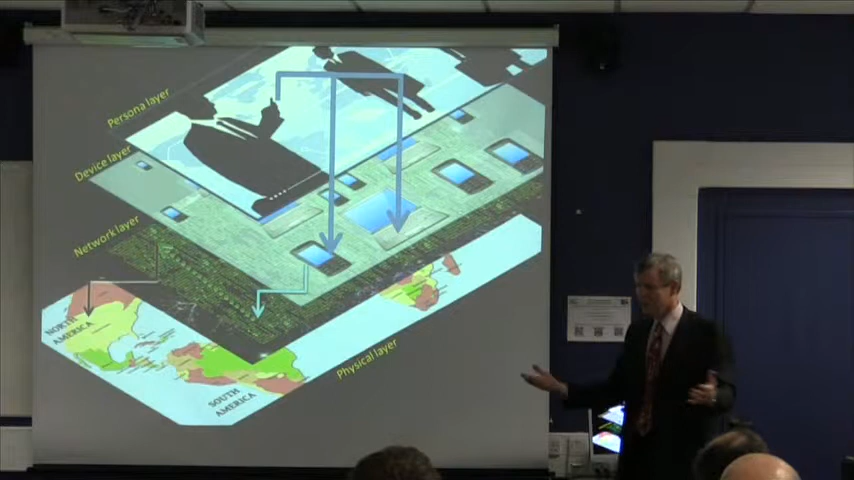 Persona layer
Device layer
Network layer
NORTH
AMERICA
SOUTH
AMERICA
Physical layer